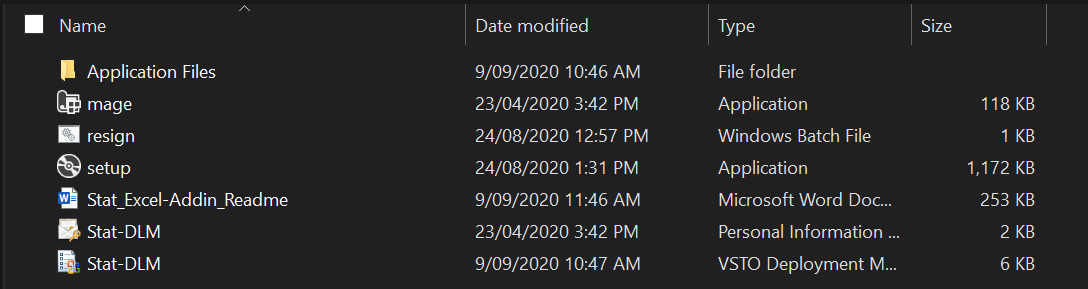 Name Date modified Type Size
Application Files 9/09/2020 10:46 AM File folder
mage 23/04/2020 3:42 PM Application 118 KB
resign 24/08/2020 12:57 PM Windows Batch File 1 KB
setup 24/08/2020 1:31 PM Application 1,172 KB
Stat_Excel-Addin_Readme 9/09/2020 11:46 AM Microsoft Word Doc... 253 KB
Stat-DLM 23/04/2020 3:42 PM Personal Information ... 2 KB
Stat-DLM 9/09/2020 10:47 AM VSTO Deployment M... 6 KB